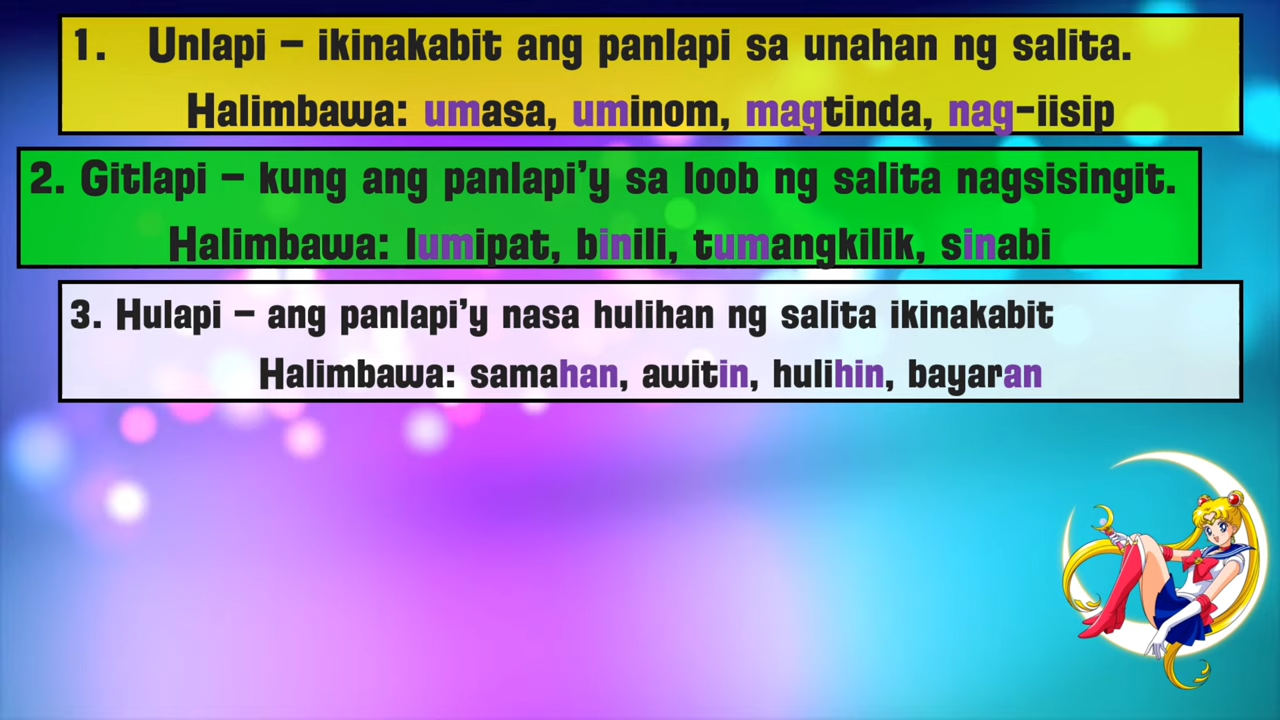 1. Unlapi – ikinakabit ang panlapi sa unahan ng salita.
Halimbawa: umasa, uminom, magtinda, nag-iisip
2. Gitlapi – kung ang panlapi’y sa loob ng salita nagsisingit.
Halimbawa: lumipat, binili, tumangkilik, sinabi
3. Hulapi – ang panlapi’y nasa hulihan ng salita ikinakabit
Halimbawa: samahan, awitin, hulihin, bayaran